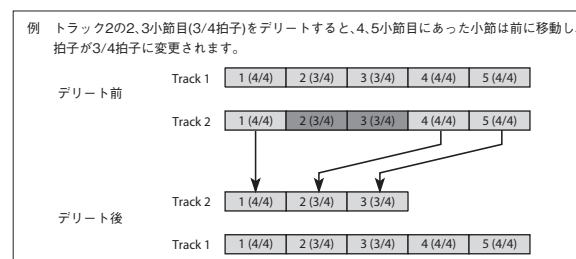 例 トラック2の2、3小節目(3/4拍子)をデリートすると、4、5小節目にあった小節は前に移動し、
拍子が3/4拍子に変更されます。
デリート前
Track 1 1 (4/4) 2 (3/4) 3 (3/4) 4 (4/4) 5 (4/4)
Track 2 1 (4/4) 2 (3/4) 3 (3/4) 4 (4/4) 5 (4/4)
デリート後
Track 2 1 (4/4) 2 (3/4) 3 (3/4)
Track 1 1 (4/4) 2 (3/4) 3 (3/4) 4 (4/4) 5 (4/4)